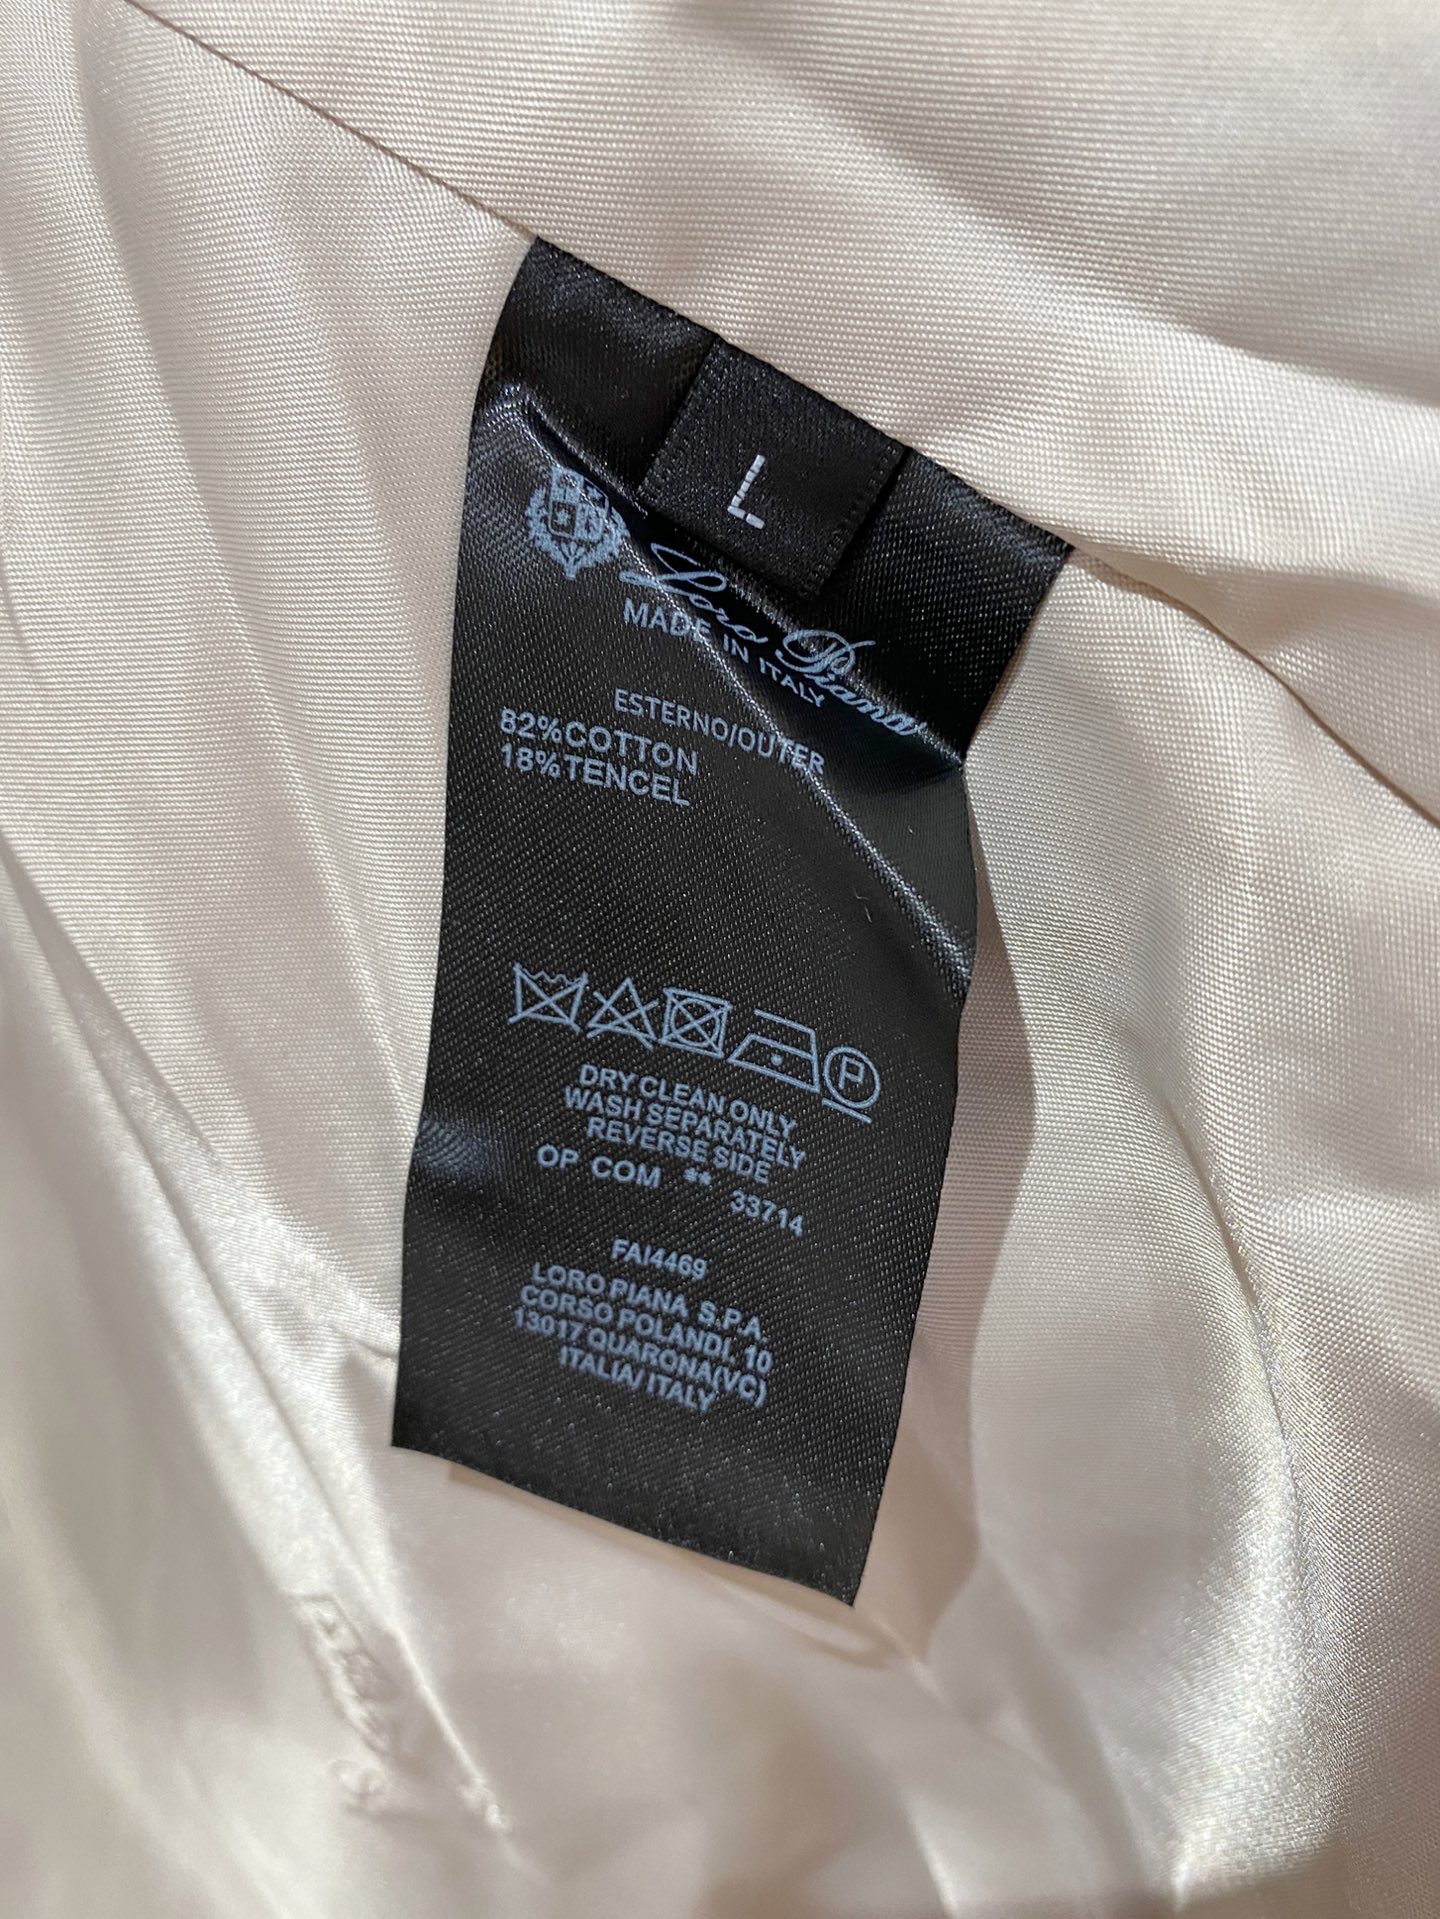 L
Loro Piana
MADE IN ITALY
ESTERNO/OUTER
82%COTTON
18%TENCEL
P
DRY CLEAN ONLY
WASH SEPARATELY
REVERSE SIDE
OP COM ** 33714
FAI4469
LORO PIANA S.P.A.
CORSO POLANDI, 10
13017 QUARONA(VC)
ITALIA/ITALY